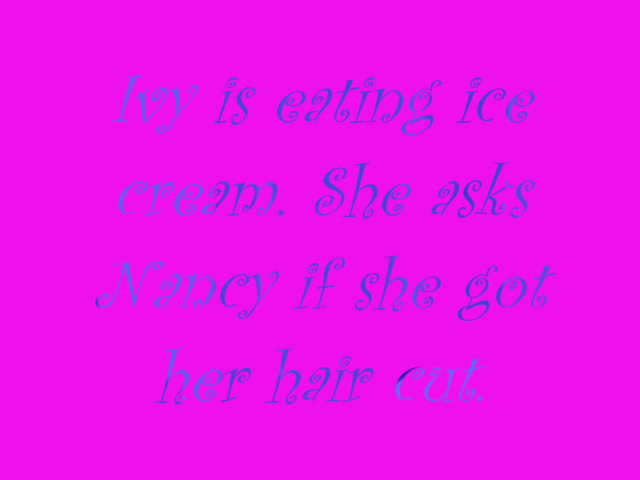 Ivy is eating ice
cream. She asks
Nancy if she got
her hair cut.